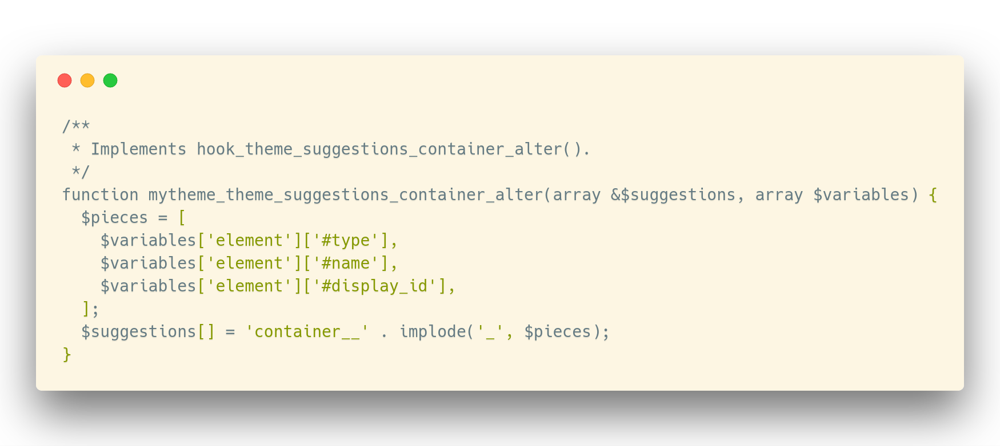 /**
 * Implements hook_theme_suggestions_container_alter().
 */
function mytheme_theme_suggestions_container_alter(array &$suggestions, array $variables) {
  $pieces = [
    $variables['element']['#type'],
    $variables['element']['#name'],
    $variables['element']['#display_id'],
  ];
  $suggestions[] = 'container__' . implode('_', $pieces);
}